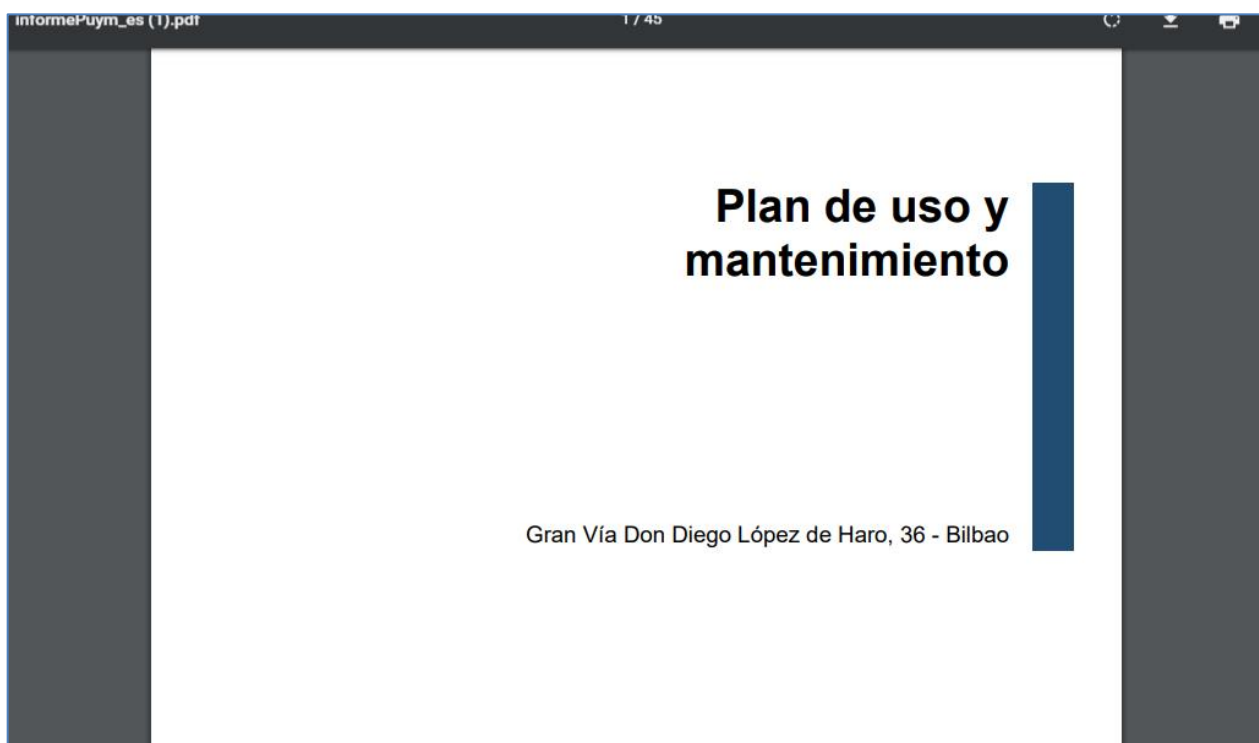 informePuym_es (1).pdf 1 / 45
Plan de uso y
mantenimiento
Gran Vía Don Diego López de Haro, 36 - Bilbao